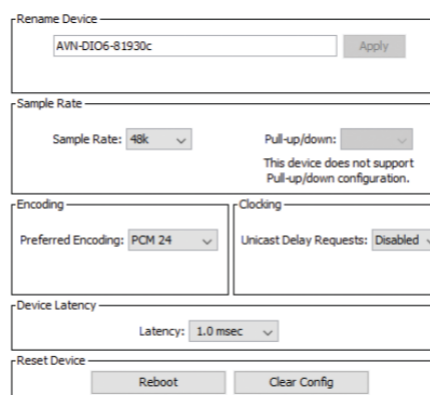 Rename Device
AVN-DIO6-81930c Apply
Sample Rate
Sample Rate: 48k Pull-up/down:
This device does not support
Pull-up/down configuration.
Encoding Clocking
Preferred Encoding: PCM 24 Unicast Delay Requests: Disabled
Device Latency
Latency: 1.0 msec
Reset Device
Reboot Clear Config